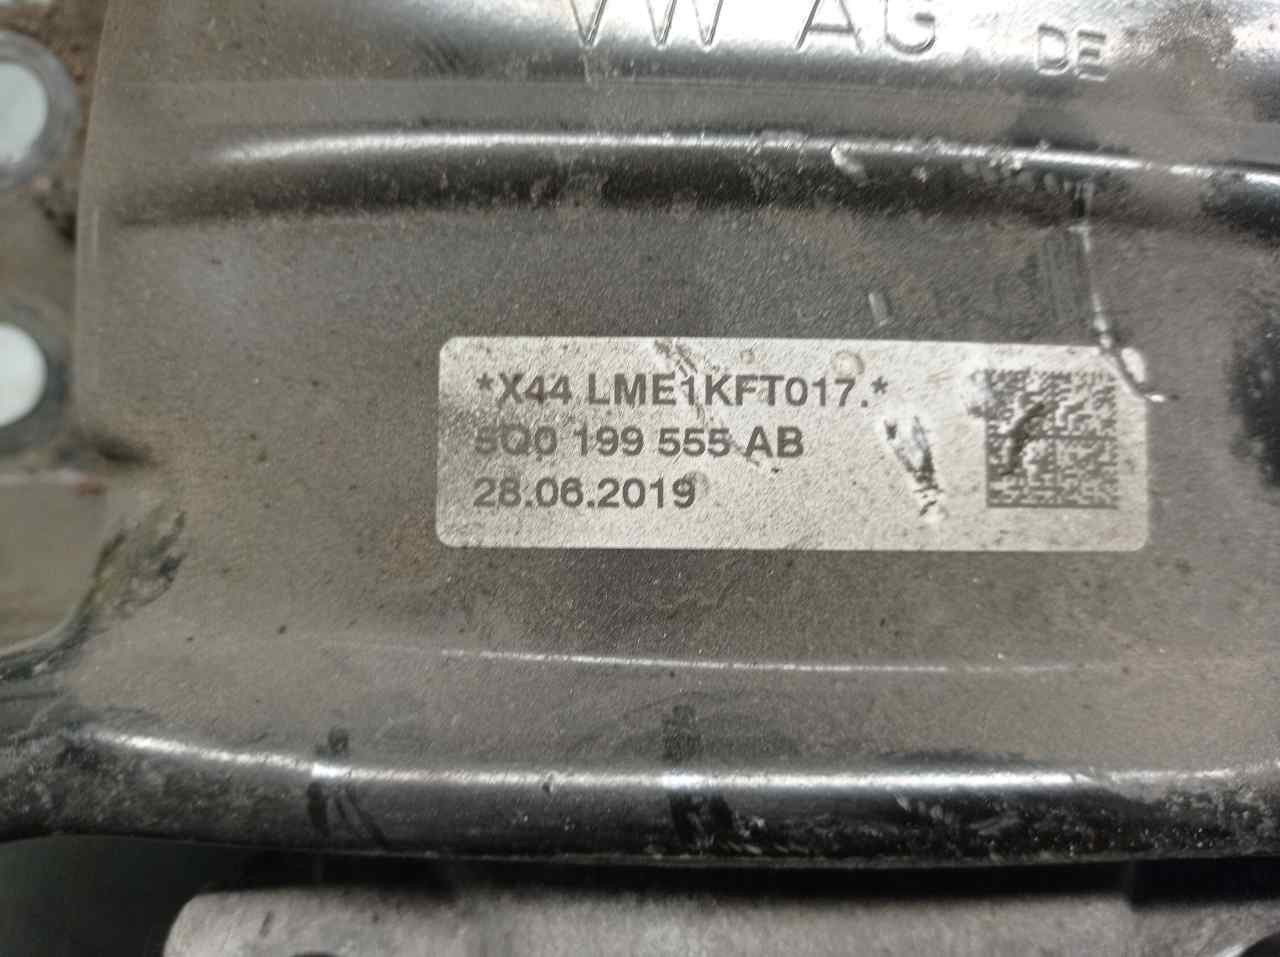 VW AG DE
*X44 LME1KFT017.*
5Q0 199 555 AB
28.06.2019